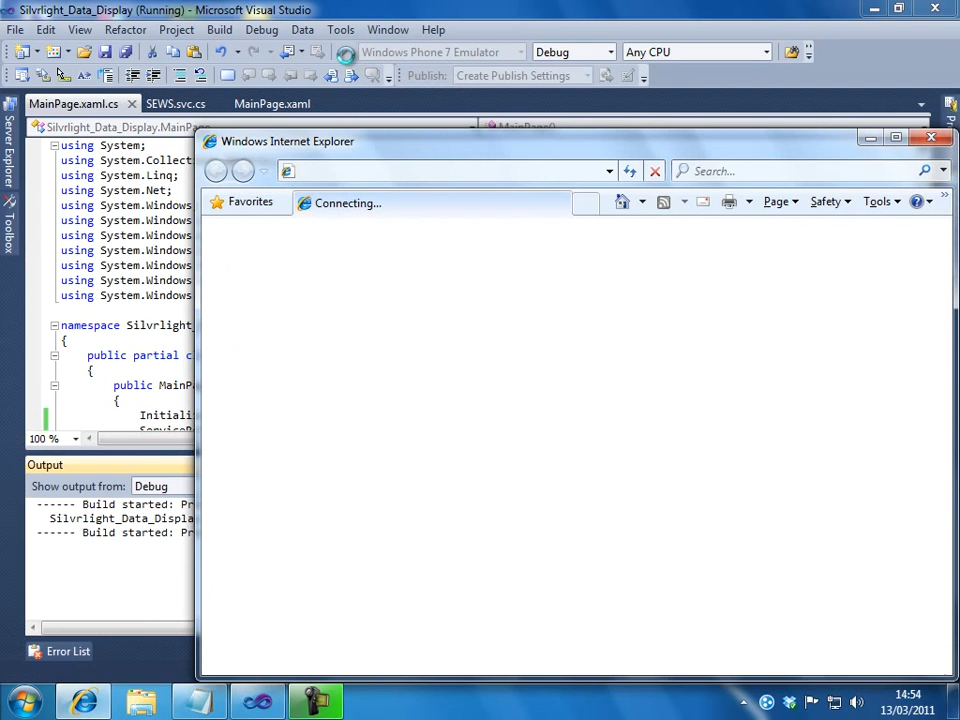 Silvrlight_Data_Display (Running) - Microsoft Visual Studio
File Edit View Refactor Project Build Debug Data Tools Window Help
Windows Phone 7 Emulator Debug Any CPU
Publish: Create Publish Settings
MainPage.xaml.cs SEWS.svc.cs MainPage.xaml
Silvrlight_Data_Display.MainPage
Server Explorer
Toolbox
using System;
using System.Collect
using System.Linq;
using System.Net;
using System.Windows
using System.Windows
using System.Windows
using System.Windows
using System.Windows
using System.Windows
using System.Windows
namespace Silvrlight_
{
public partial c
{
public MainPa
{
Initiali
100 %
Output
Show output from: Debug
------ Build started: Pr
Silvrlight_Data_Displa
------ Build started: Pr
Error List
Windows Internet Explorer
Search...
Favorites Connecting... Page Safety Tools
14:54
13/03/2011